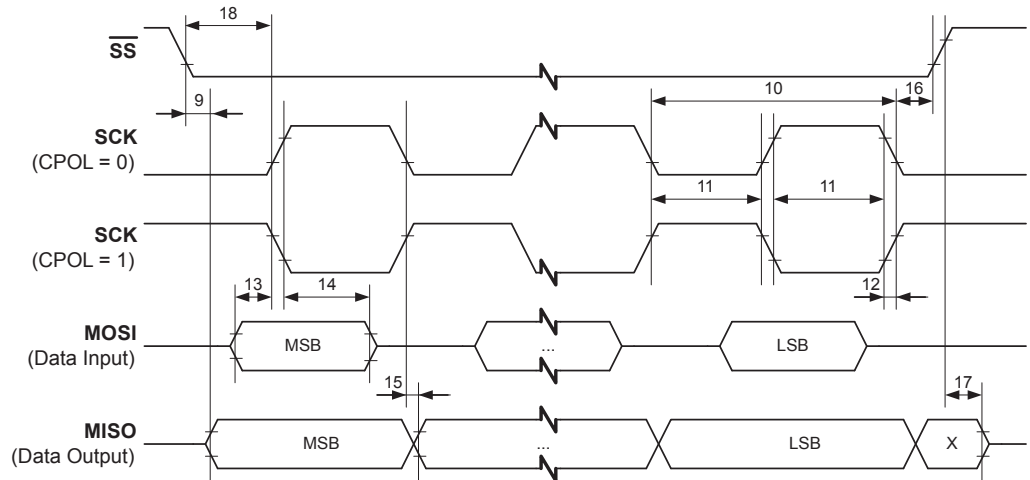 18
SS
9
10
16
SCK
(CPOL = 0)
11
11
SCK
(CPOL = 1)
13
14
12
MOSI
(Data Input)
MSB
...
LSB
15
17
MISO
(Data Output)
MSB
...
LSB
X